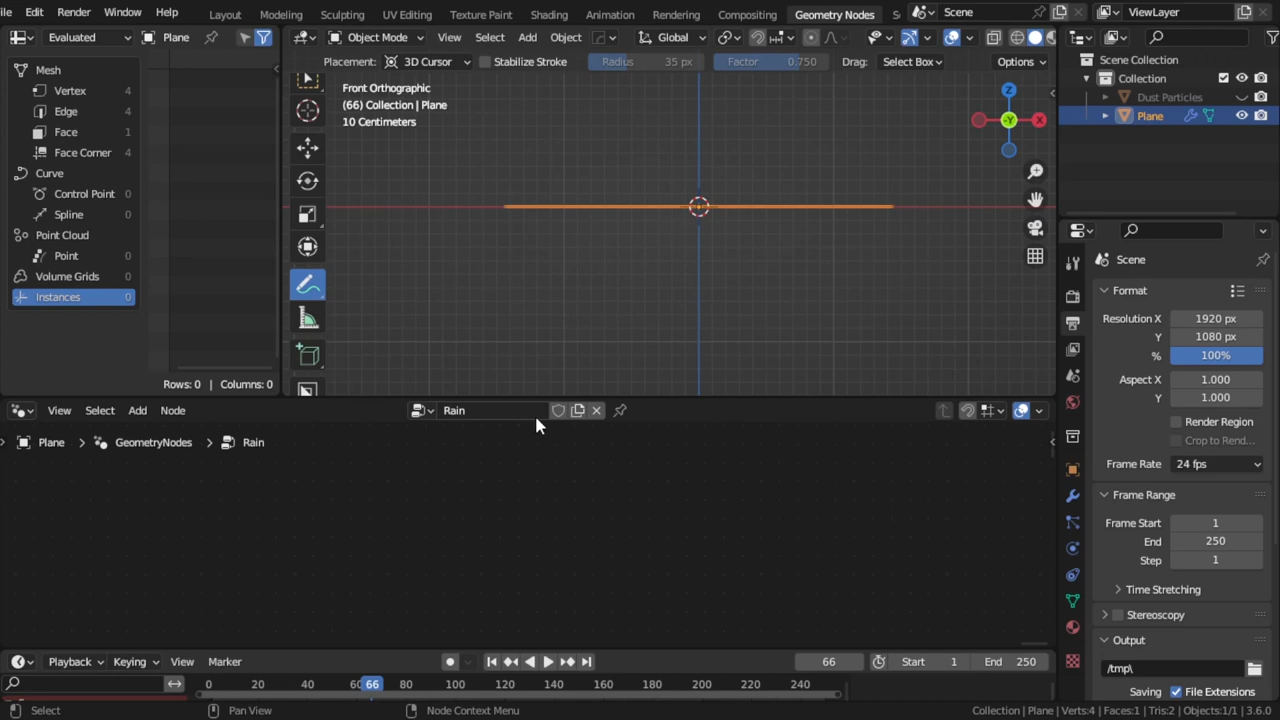 ile Edit Render Window Help Layout Modeling Sculpting UV Editing Texture Paint Shading Animation Rendering Compositing Geometry Nodes S Scene ViewLayer
Evaluated Plane Object Mode View Select Add Object Global
Placement: 3D Cursor Stabilize Stroke Radius 35 px Factor 0.750 Drag: Select Box Options
Mesh
Vertex 4
Edge 4
Face 1
Face Corner 4
Curve
Control Point 0
Spline 0
Point Cloud
Point 0
Volume Grids 0
Instances 0
Rows: 0 | Columns: 0
Front Orthographic
(66) Collection | Plane
10 Centimeters
Z
-Y
X
Scene Collection
Collection
Dust Particles
Plane
Scene
Format
Resolution X 1920 px
Y 1080 px
% 100%
Aspect X 1.000
Y 1.000
Render Region
Crop to Rend...
Frame Rate 24 fps
Frame Range
Frame Start 1
End 250
Step 1
Time Stretching
Stereoscopy
Output
/tmp\
Saving File Extensions
View Select Add Node Rain
Plane GeometryNodes Rain
Playback Keying View Marker 66 Start 1 End 250
0 20 40 60 66 80 100 120 140 160 180 200 220 240
Select Pan View Node Context Menu Collection | Plane | Verts:4 | Faces:1 | Tris:2 | Objects:1/1 | 3.6.0